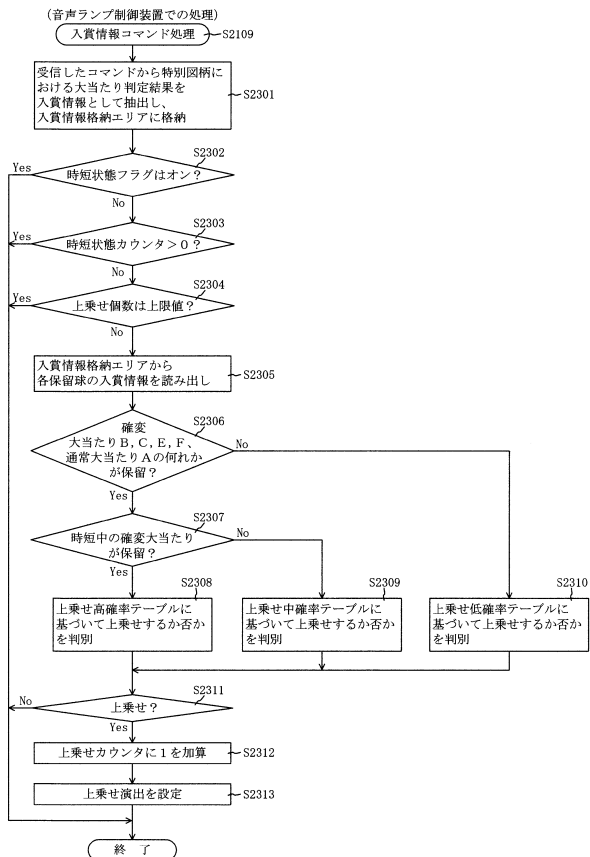 （音声ランプ制御装置での処理）
入賞情報コマンド処理
S2109
受信したコマンドから特別図柄に
おける大当たり判定結果を
入賞情報として抽出し、
入賞情報格納エリアに格納
S2301
S2302
Yes
時短状態フラグはオン？
No
S2303
Yes
時短状態カウンタ＞０？
No
S2304
Yes
上乗せ個数は上限値？
No
入賞情報格納エリアから
各保留球の入賞情報を読み出し
S2305
S2306
確変
大当たりＢ，Ｃ，Ｅ，Ｆ、
通常大当たりＡの何れか
が保留？
No
Yes
S2307
時短中の確変大当たり
が保留？
No
Yes
S2308
上乗せ高確率テーブルに
基づいて上乗せするか否か
を判別
S2309
上乗せ中確率テーブルに
基づいて上乗せするか否か
を判別
S2310
上乗せ低確率テーブルに
基づいて上乗せするか否か
を判別
S2311
No
上乗せ？
Yes
上乗せカウンタに１を加算
S2312
上乗せ演出を設定
S2313
終　了